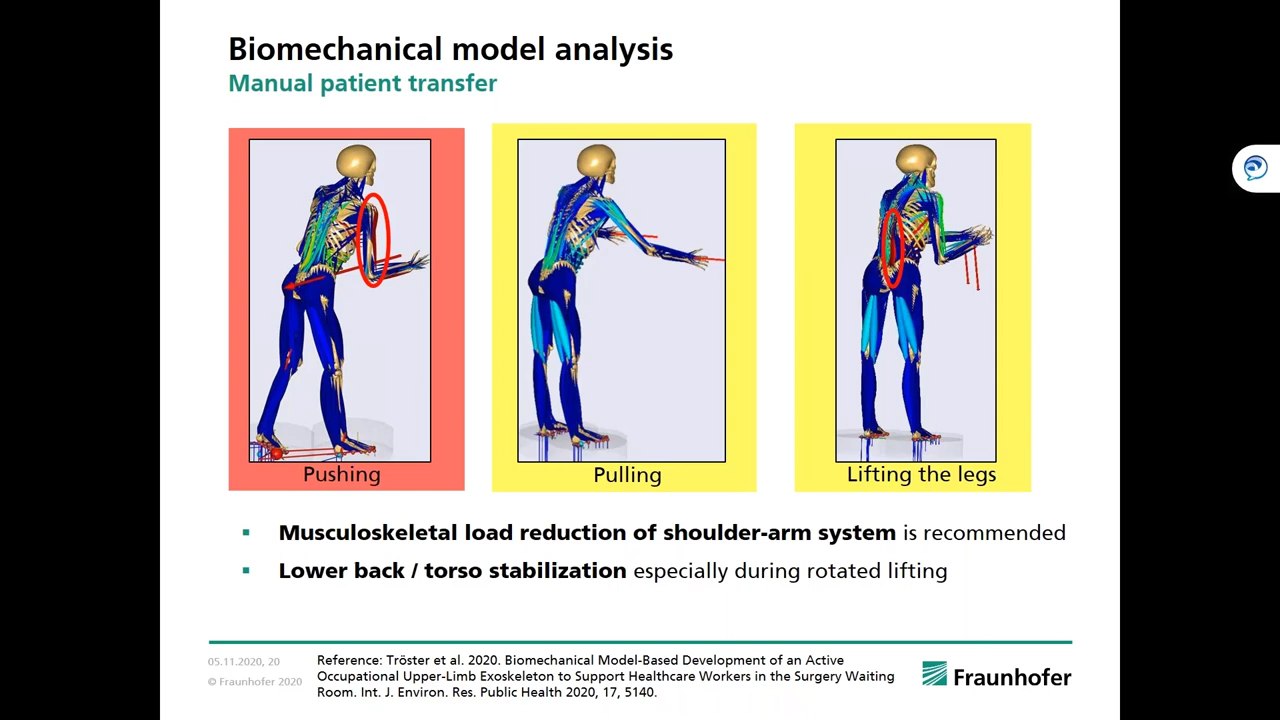 Biomechanical model analysis
Manual patient transfer
Pushing
Pulling
Lifting the legs
▪ Musculoskeletal load reduction of shoulder-arm system is recommended
▪ Lower back / torso stabilization especially during rotated lifting
05.11.2020, 20
© Fraunhofer 2020
Reference: Tröster et al. 2020. Biomechanical Model-Based Development of an Active
Occupational Upper-Limb Exoskeleton to Support Healthcare Workers in the Surgery Waiting
Room. Int. J. Environ. Res. Public Health 2020, 17, 5140.
Fraunhofer